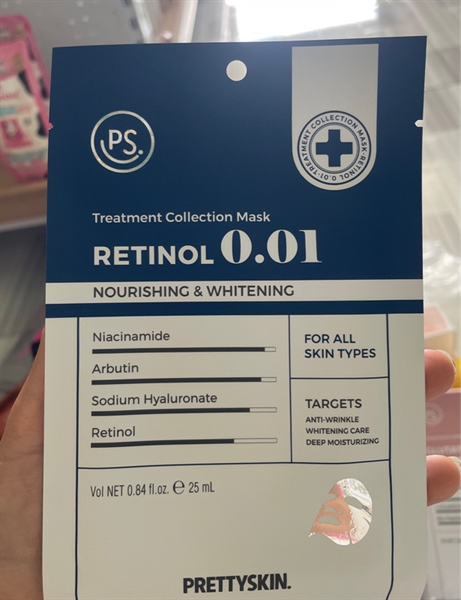 PS.
TREATMENT COLLECTION MASK · RETINOL 0.01 ·
Treatment Collection Mask
RETINOL 0.01
NOURISHING & WHITENING
Niacinamide
Arbutin
Sodium Hyaluronate
Retinol
FOR ALL
SKIN TYPES
TARGETS
ANTI-WRINKLE
WHITENING CARE
DEEP MOISTURIZING
Vol NET 0.84 fl.oz. ℮ 25 mL
PRETTYSKIN.